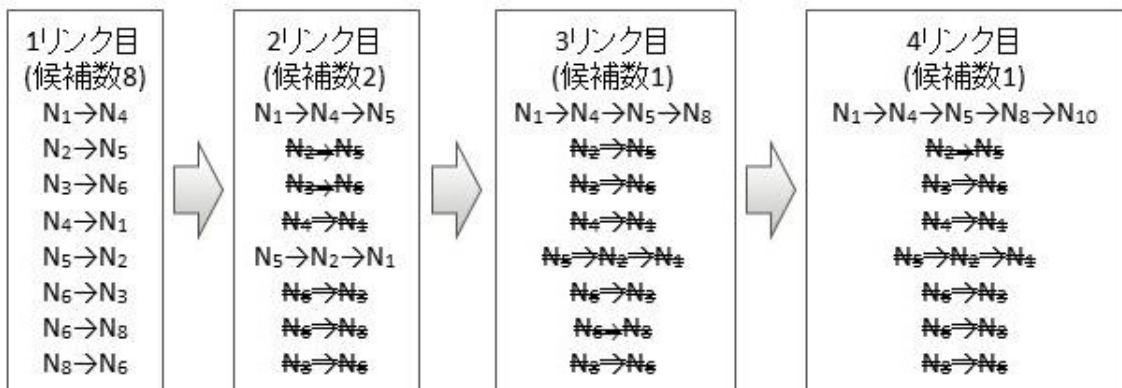 1リンク目
(候補数8)
N₁→N₄
N₂→N₅
N₃→N₆
N₄→N₁
N₅→N₂
N₆→N₃
N₆→N₈
N₈→N₆
2リンク目
(候補数2)
N₁→N₄→N₅
N₂→N₅
N₃→N₆
N₄→N₁
N₅→N₂→N₁
N₆→N₃
N₆→N₈
N₈→N₆
3リンク目
(候補数1)
N₁→N₄→N₅→N₈
N₂→N₅
N₃→N₆
N₄→N₁
N₅→N₂→N₁
N₆→N₃
N₆→N₈
N₈→N₆
4リンク目
(候補数1)
N₁→N₄→N₅→N₈→N₁₀
N₂→N₅
N₃→N₆
N₄→N₁
N₅→N₂→N₁
N₆→N₃
N₆→N₈
N₈→N₆